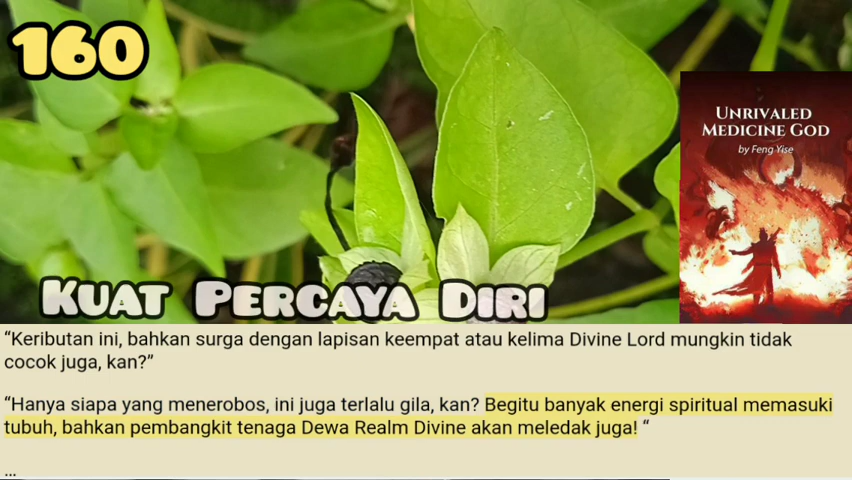 160
UNRIVALED
MEDICINE GOD
by Feng Yise
KUAT PERCAYA DIRI
“Keributan ini, bahkan surga dengan lapisan keempat atau kelima Divine Lord mungkin tidak
cocok juga, kan?”
“Hanya siapa yang menerobos, ini juga terlalu gila, kan? Begitu banyak energi spiritual memasuki
tubuh, bahkan pembangkit tenaga Dewa Realm Divine akan meledak juga! “
...